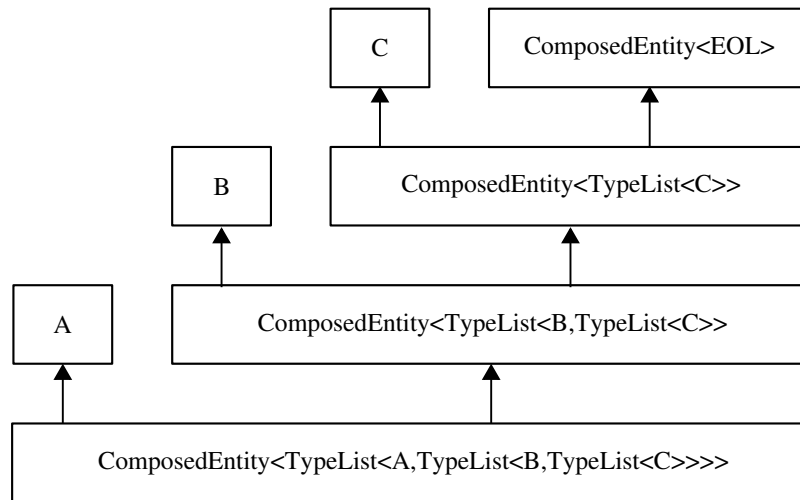 C
ComposedEntity<EOL>
B
ComposedEntity<TypeList<C>>
A
ComposedEntity<TypeList<B,TypeList<C>>
ComposedEntity<TypeList<A,TypeList<B,TypeList<C>>>>